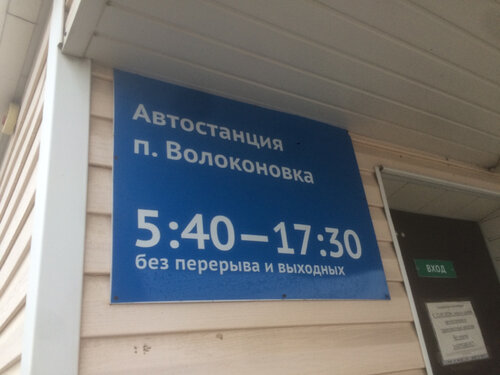 Автостанция
п. Волоконовка
5:40–17:30
без перерыва и выходных
ВХОД